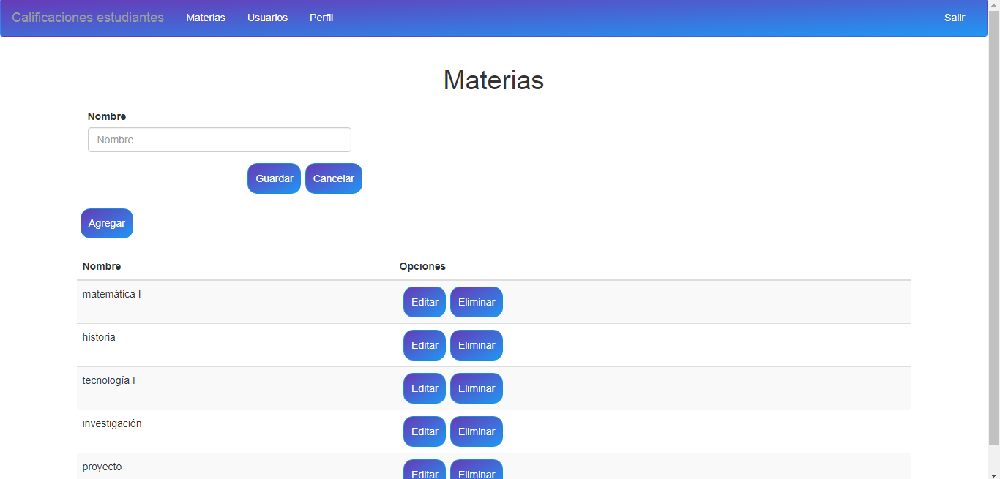 Calificaciones estudiantes Materias Usuarios Perfil Salir
Materias
Nombre
Nombre
Guardar Cancelar
Agregar
Nombre Opciones
matemática I Editar Eliminar
historia Editar Eliminar
tecnología I Editar Eliminar
investigación Editar Eliminar
proyecto Editar Eliminar